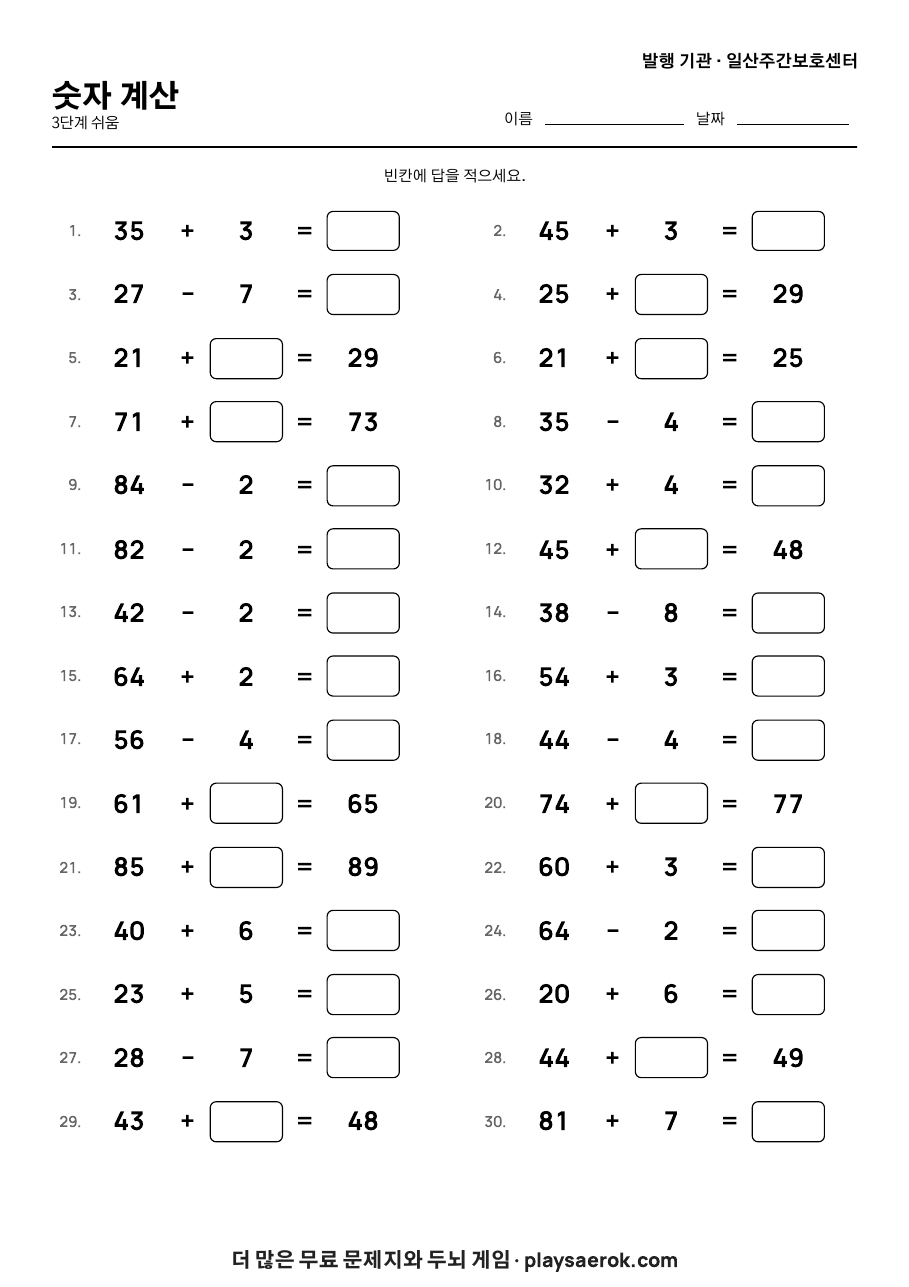 발행 기관 · 일산주간보호센터
숫자 계산
3단계 쉬움
이름 날짜
빈칸에 답을 적으세요.
1. 35 + 3 =
2. 45 + 3 =
3. 27 − 7 =
4. 25 + = 29
5. 21 + = 29
6. 21 + = 25
7. 71 + = 73
8. 35 − 4 =
9. 84 − 2 =
10. 32 + 4 =
11. 82 − 2 =
12. 45 + = 48
13. 42 − 2 =
14. 38 − 8 =
15. 64 + 2 =
16. 54 + 3 =
17. 56 − 4 =
18. 44 − 4 =
19. 61 + = 65
20. 74 + = 77
21. 85 + = 89
22. 60 + 3 =
23. 40 + 6 =
24. 64 − 2 =
25. 23 + 5 =
26. 20 + 6 =
27. 28 − 7 =
28. 44 + = 49
29. 43 + = 48
30. 81 + 7 =
더 많은 무료 문제지와 두뇌 게임 · playsaerok.com